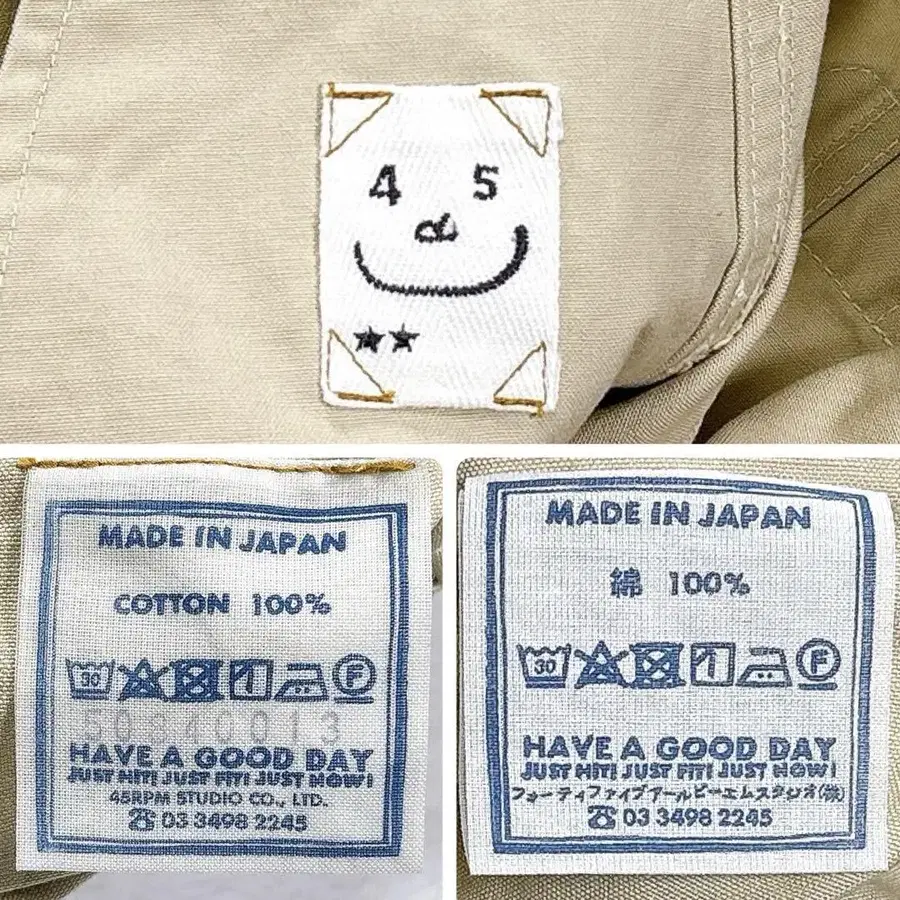 4 5
R
★★
MADE IN JAPAN
COTTON 100%
30 F
50940013
HAVE A GOOD DAY
JUST HIT! JUST FIT! JUST NOW!
45RPM STUDIO CO., LTD.
☎ 03 3498 2245
MADE IN JAPAN
綿 100%
30 F
HAVE A GOOD DAY
JUST HIT! JUST FIT! JUST NOW!
フォーティファイブアールピーエムスタジオ(株)
☎ 03 3498 2245